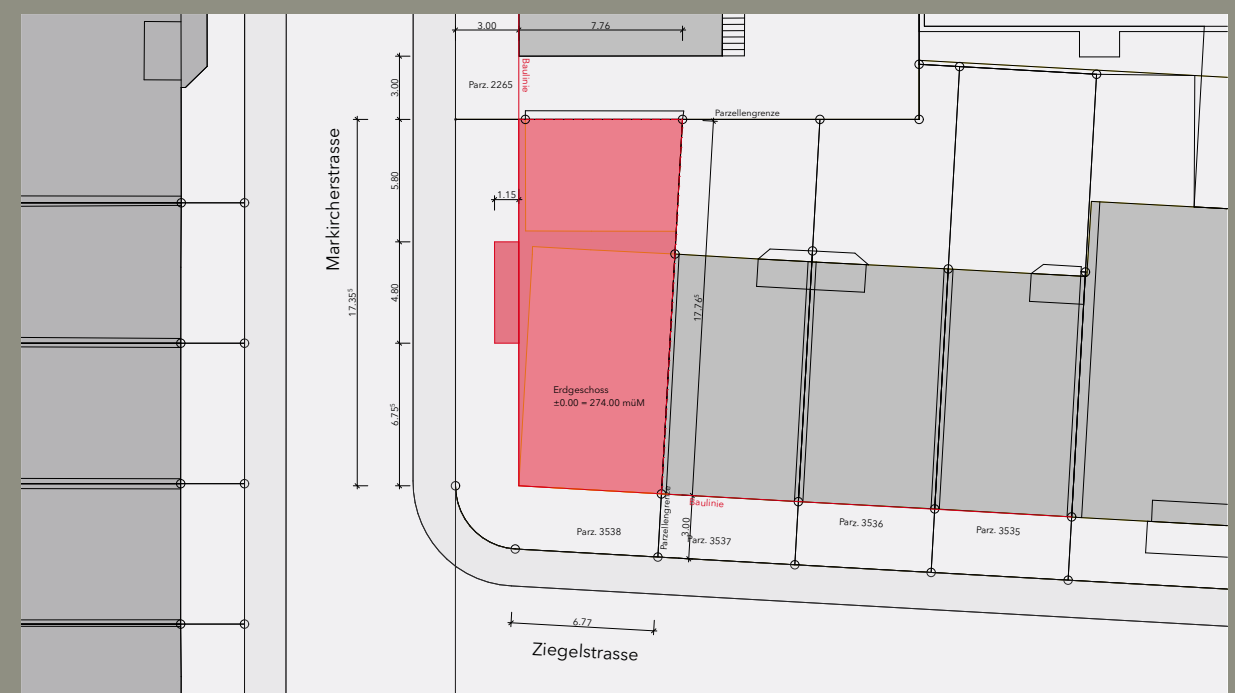 3.00
7.76
Baulinie
3.00
Parz. 2265
Parzellengrenze
Markircherstrasse
5.80
1.15
4.80
17.35⁵
17.76⁵
6.75⁵
Erdgeschoss
±0.00 = 274.00 müM
Baulinie
Parzellengrenze
3.00
Parz. 3538
Parz. 3537
Parz. 3536
Parz. 3535
6.77
Ziegelstrasse